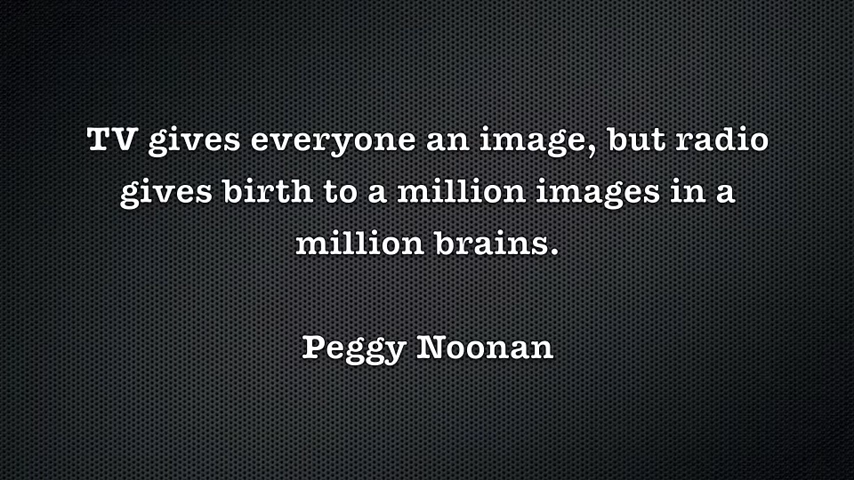 TV gives everyone an image, but radio
gives birth to a million images in a
million brains.
Peggy Noonan